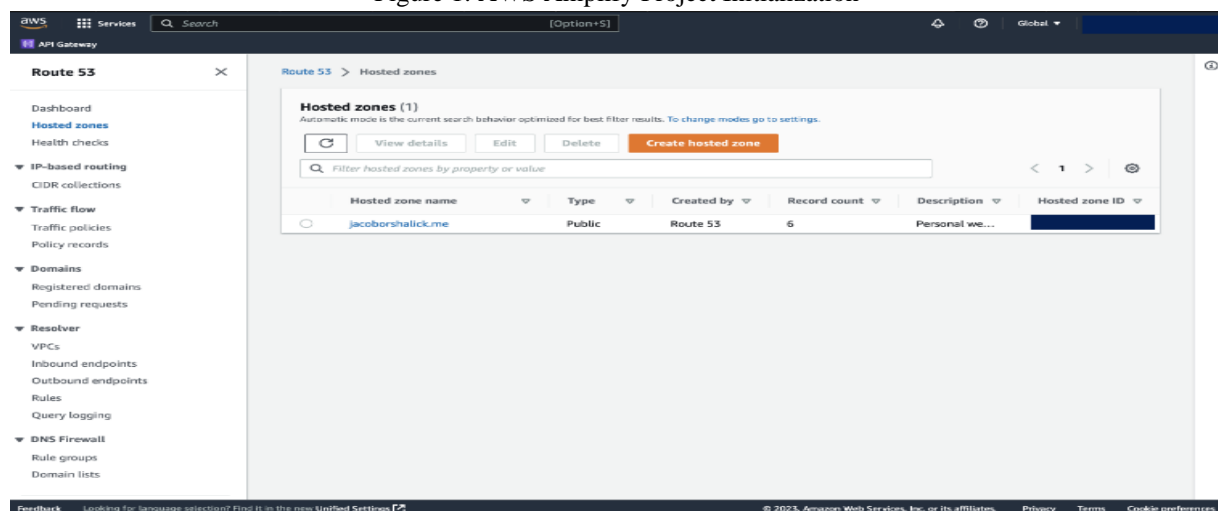 Figure 1: AWS Amplify Project Initialization
aws Services Search [Option+S] Global
API Gateway
Route 53
Dashboard
Hosted zones
Health checks
IP-based routing
CIDR collections
Traffic flow
Traffic policies
Policy records
Domains
Registered domains
Pending requests
Resolver
VPCs
Inbound endpoints
Outbound endpoints
Rules
Query logging
DNS Firewall
Rule groups
Domain lists
Route 53 > Hosted zones
Hosted zones (1)
Automatic mode is the current search behavior optimized for best filter results. To change modes go to settings.
View details Edit Delete Create hosted zone
Filter hosted zones by property or value < 1 >
Hosted zone name Type Created by Record count Description Hosted zone ID
jacoborshalick.me Public Route 53 6 Personal we...
Feedback Looking for language selection? Find it in the new Unified Settings © 2023, Amazon Web Services, Inc. or its affiliates. Privacy Terms Cookie preferences